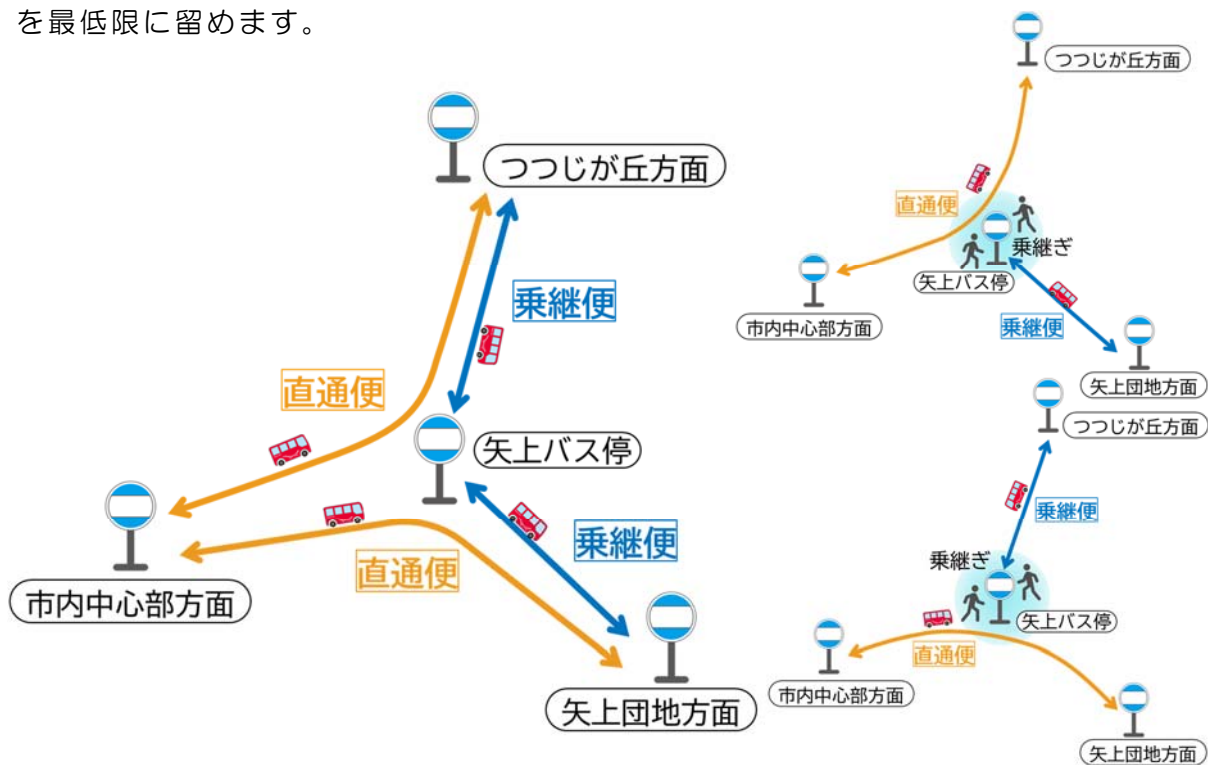 を最低限に留めます。
つつじが丘方面
乗継便
直通便
矢上バス停
直通便
乗継便
市内中心部方面
矢上団地方面
つつじが丘方面
直通便
乗継ぎ
矢上バス停
市内中心部方面
乗継便
矢上団地方面
つつじが丘方面
乗継便
乗継ぎ
矢上バス停
直通便
市内中心部方面
矢上団地方面